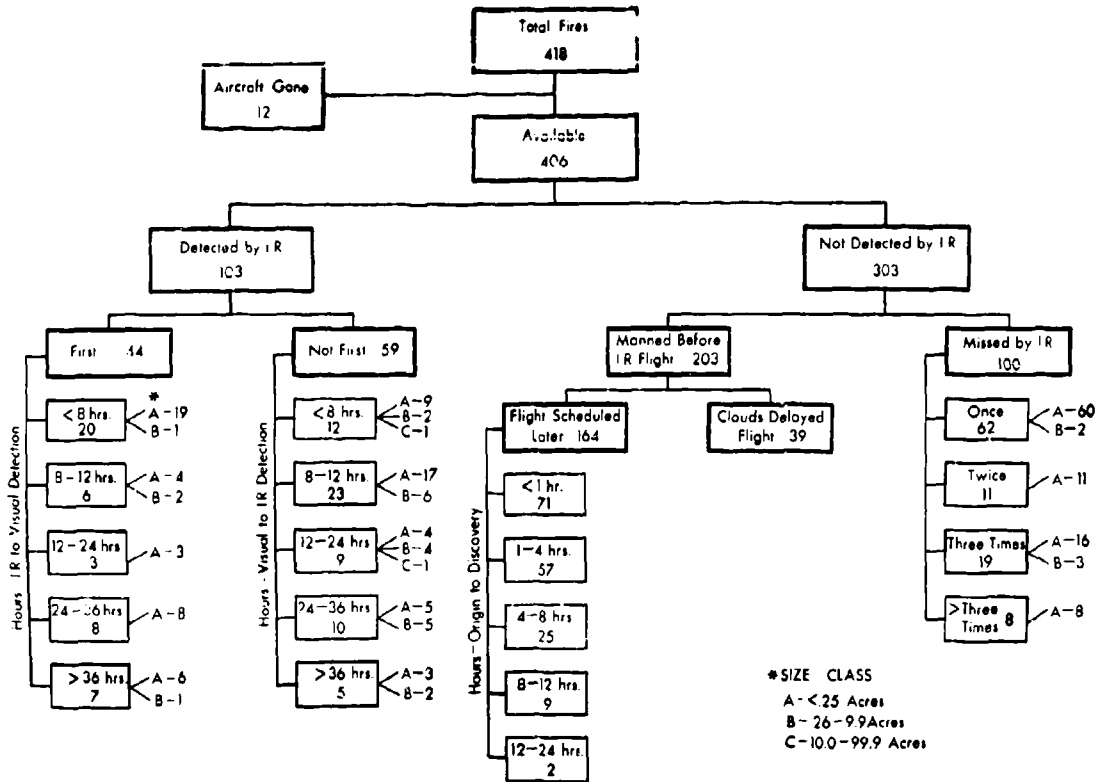 Total Fires
418
Aircraft Gone
12
Available
406
Detected by IR
103
Not Detected by IR
303
First 44
Not First 59
Manned Before
IR Flight 203
Missed by IR
100
Hours - IR to Visual Detection
*
< 8 hrs.
20
A-19
B-1
8-12 hrs.
6
A-4
B-2
12-24 hrs
3
A-3
24-36 hrs
8
A-8
> 36 hrs.
7
A-6
B-1
Hours - Visual to IR Detection
< 8 hrs.
12
A-9
B-2
C-1
8-12 hrs.
23
A-17
B-6
12-24 hrs
9
A-4
B-4
C-1
24-36 hrs
10
A-5
B-5
> 36 hrs.
5
A-3
B-2
Flight Scheduled
Later 164
Clouds Delayed
Flight 39
Hours-Origin to Discovery
< 1 hr.
71
1-4 hrs.
57
4-8 hrs
25
8-12 hrs
9
12-24 hrs.
2
Once
62
A-60
B-2
Twice
11
A-11
Three Times
19
A-16
B-3
> Three
Times 8
A-8
* SIZE CLASS
A-<.25 Acres
B-.26-9.9 Acres
C-10.0-99.9 Acres